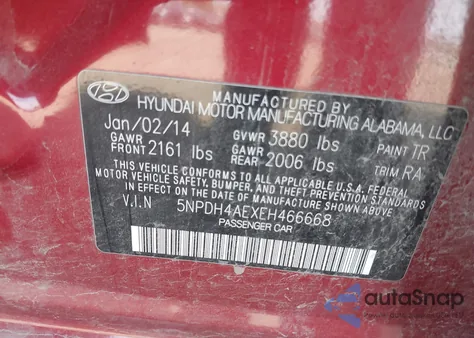 MANUFACTURED BY
HYUNDAI MOTOR MANUFACTURING ALABAMA, LLC
Jan/02/14 GVWR 3880 lbs PAINT TR
GAWR FRONT 2161 lbs GAWR REAR 2006 lbs TRIM RA
THIS VEHICLE CONFORMS TO ALL APPLICABLE U.S. FEDERAL
MOTOR VEHICLE SAFETY, BUMPER, AND THEFT PREVENTION
STANDARDS IN EFFECT ON THE DATE OF MANUFACTURE SHOWN ABOVE.
V.I.N 5NPDH4AEXEH466668
PASSENGER CAR
autoSnap